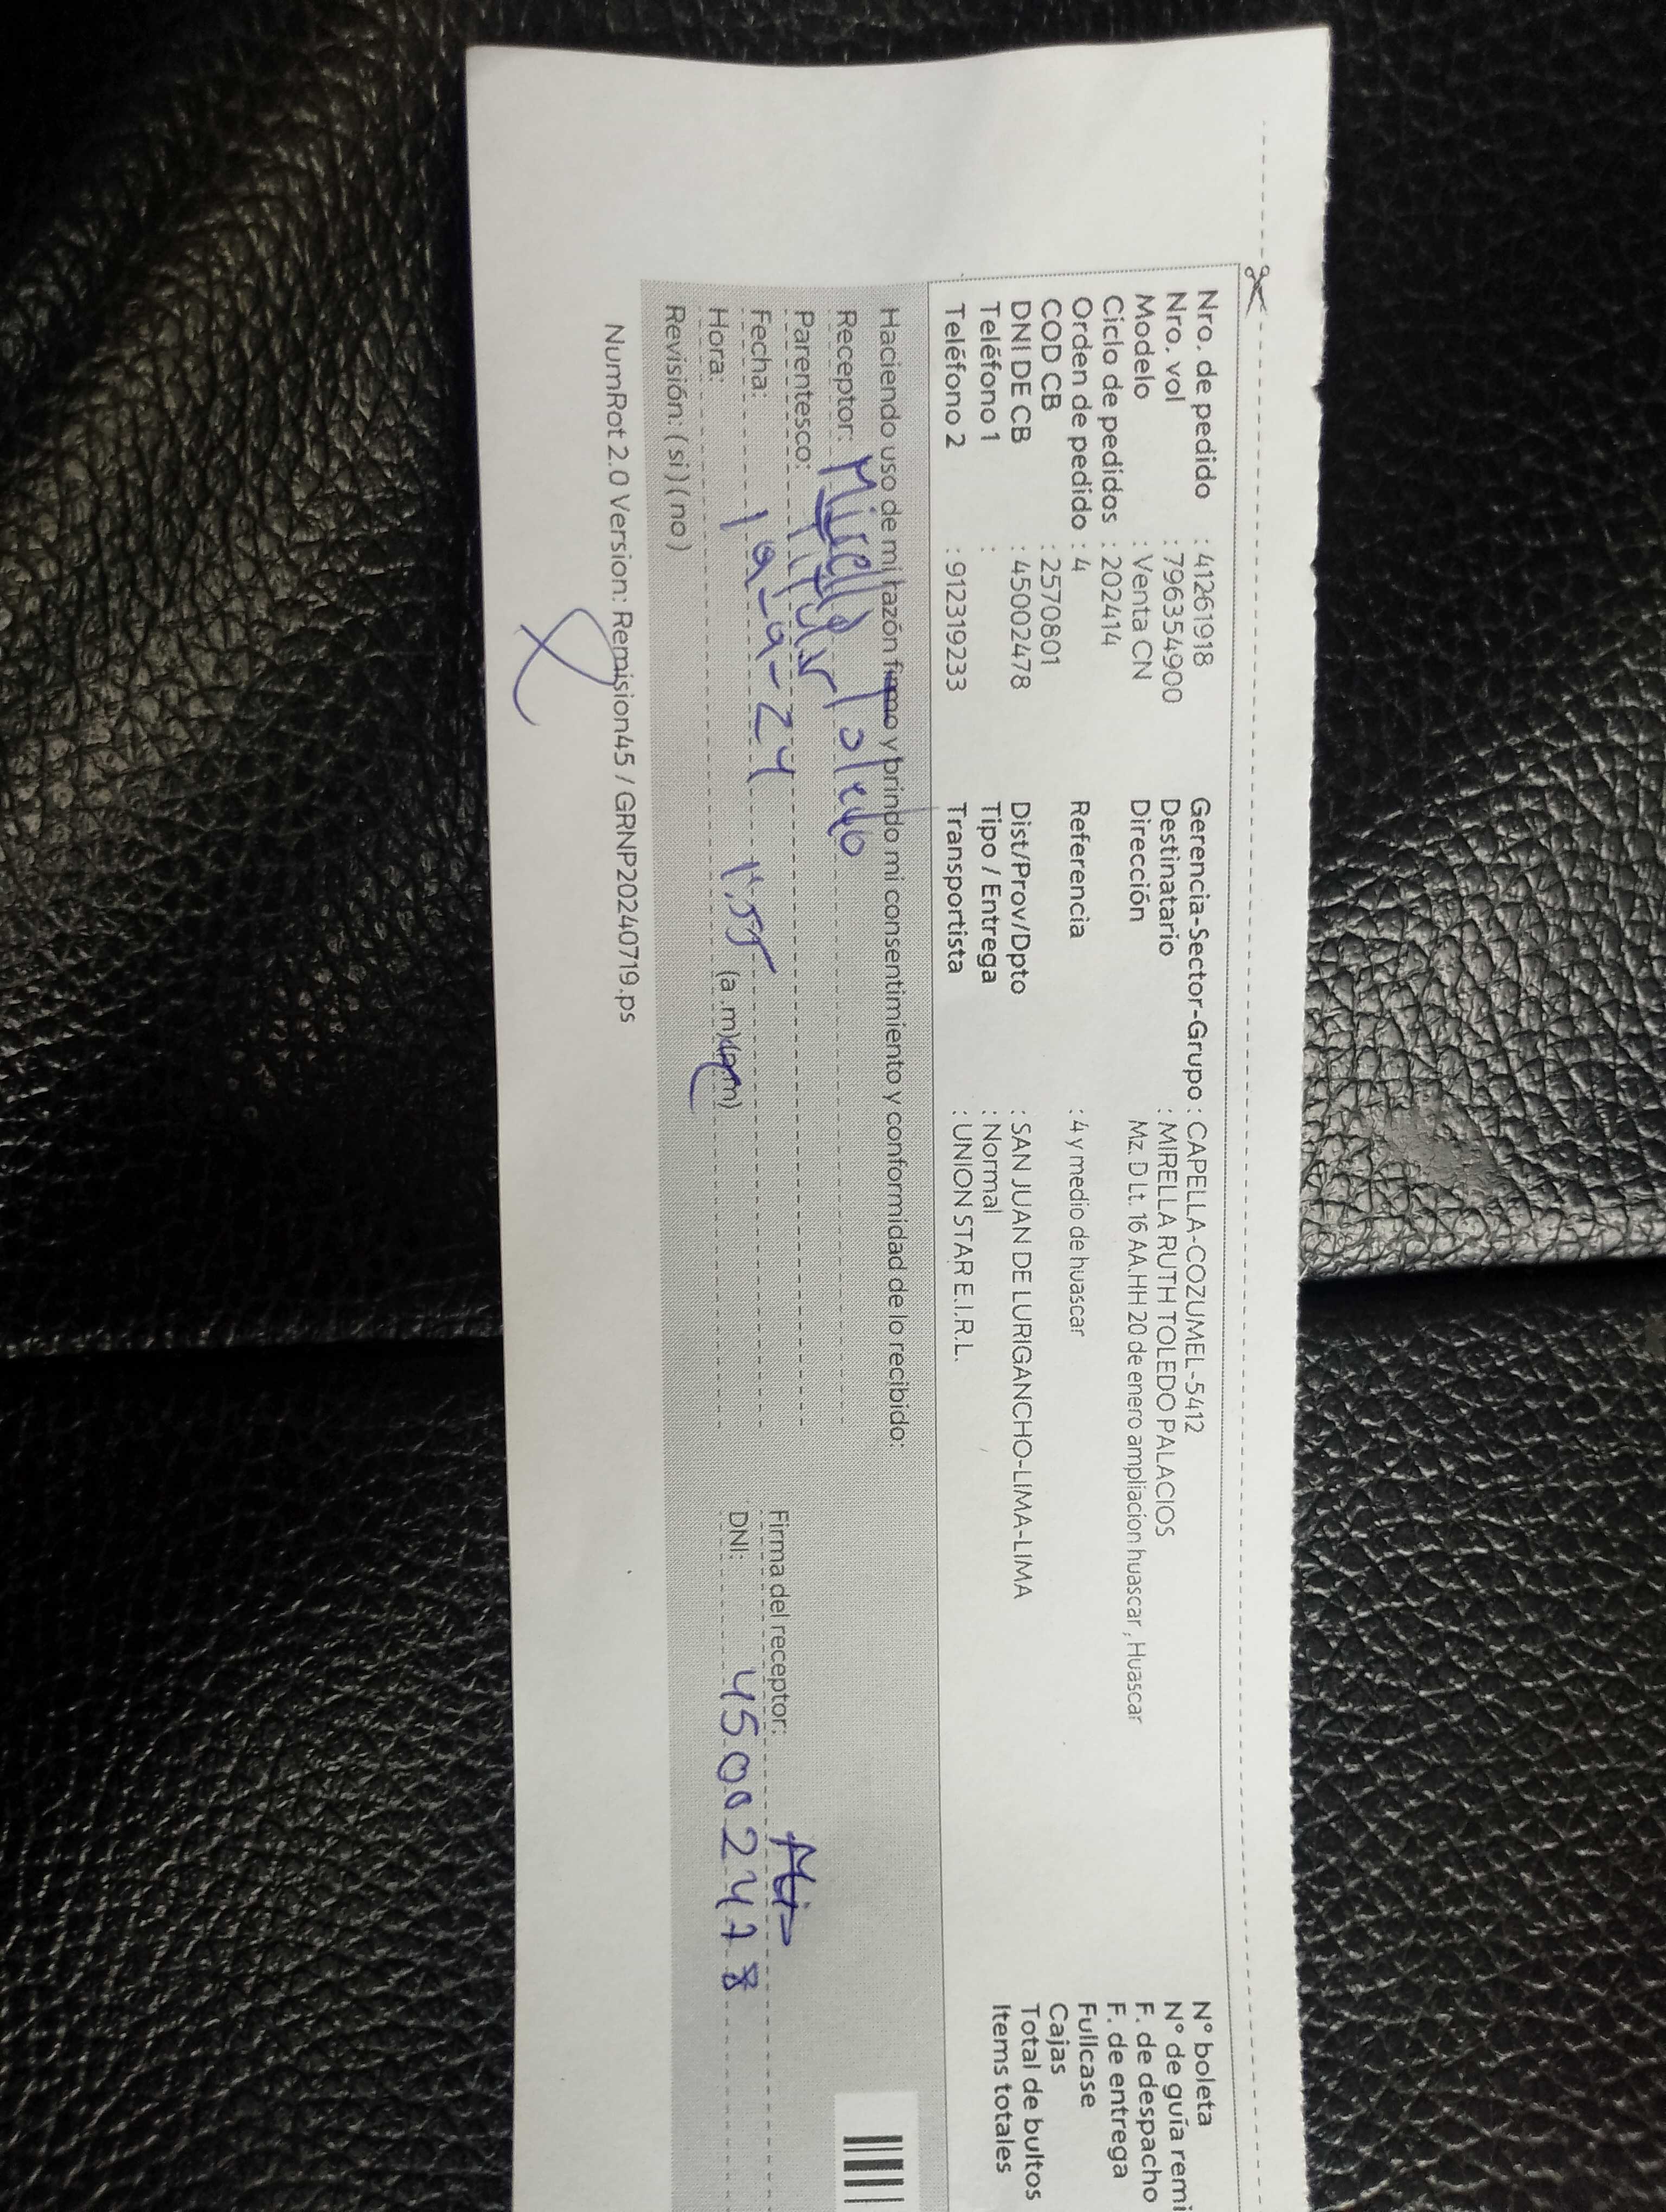 Nro. de pedido : 41261918
Nro. vol : 796354900
Modelo : Venta CN
Ciclo de pedidos : 202414
Orden de pedido : 4
COD CB : 2570801
DNI DE CB : 45002478
Teléfono 1 :
Teléfono 2 : 912319233
Gerencia-Sector-Grupo : CAPELLA-COZUMEL-5412
Destinatario : MIRELLA RUTH TOLEDO PALACIOS
Dirección Mz. D Lt. 16 AA.HH 20 de enero ampliacion huascar , Huascar
Referencia : 4 y medio de huascar
Dist/Prov/Dpto : SAN JUAN DE LURIGANCHO-LIMA-LIMA
Tipo / Entrega : Normal
Transportista : UNION STAR E.I.R.L.
N° boleta
N° de guía remi
F. de despacho
F. de entrega
Fullcase
Cajas
Total de bultos
Items totales
Haciendo uso de mi razón firmo y brindo mi consentimiento y conformidad de lo recibido:
Receptor: Mirella Toledo
Parentesco: Titular
Fecha: 1 a-a-24
Hora: 1:55 (a.m)(p.m)
Revisión: (si) (no)
Firma del receptor:
DNI: 45002478
NumRot 2.0 Version: Remision45 / GRNP20240719.ps